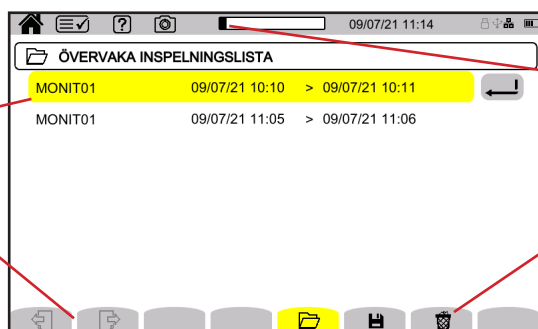 09/07/21 11:14
ÖVERVAKA INSPELNINGSLISTA
MONIT01 09/07/21 10:10 > 09/07/21 10:11
MONIT01 09/07/21 11:05 > 09/07/21 11:06